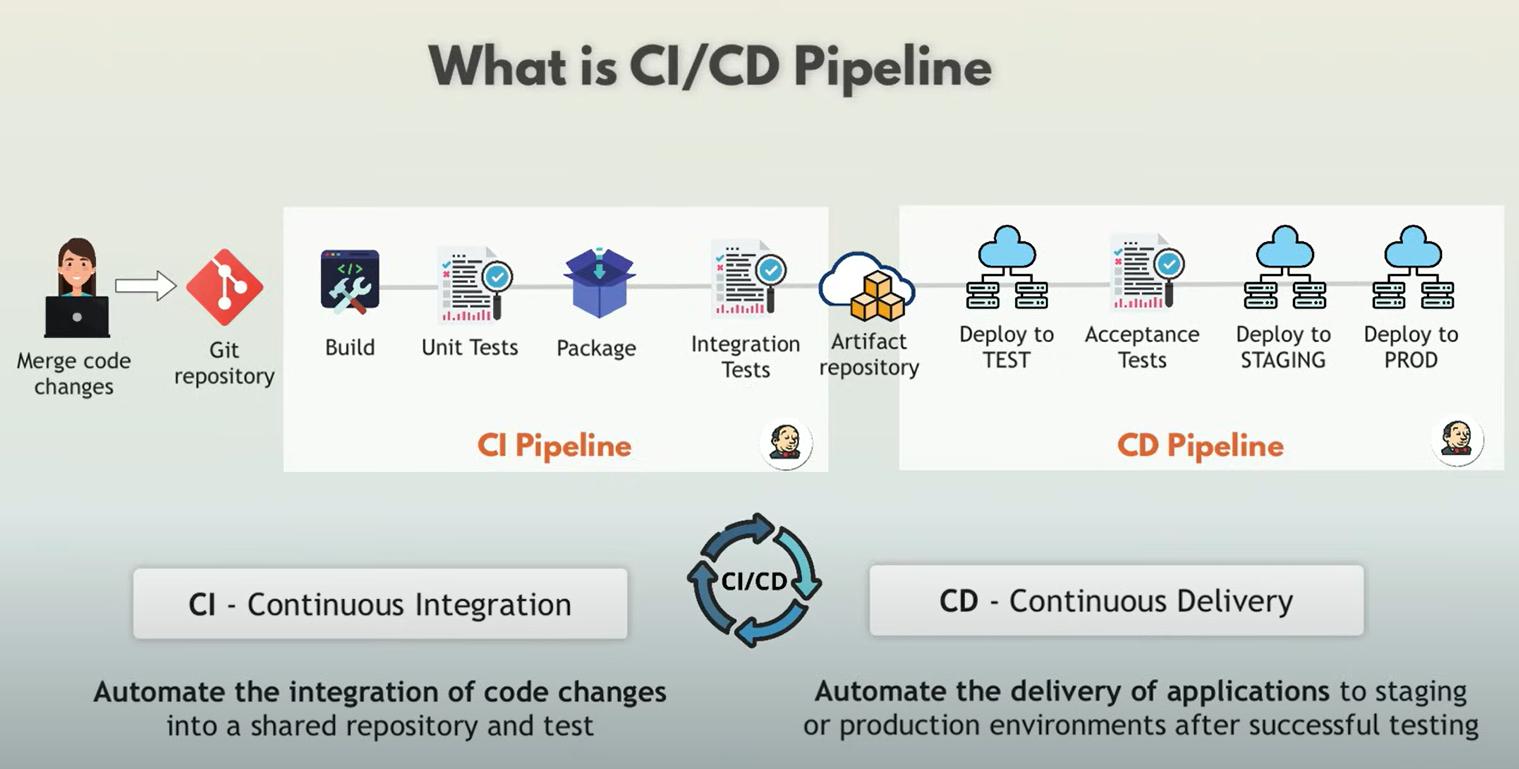 What is CI/CD Pipeline
Merge code
changes
Git
repository
Build
Unit Tests
Package
Integration
Tests
Artifact
repository
Deploy to
TEST
Acceptance
Tests
Deploy to
STAGING
Deploy to
PROD
CI Pipeline
CD Pipeline
CI/CD
CI - Continuous Integration
CD - Continuous Delivery
Automate the integration of code changes
into a shared repository and test
Automate the delivery of applications to staging
or production environments after successful testing